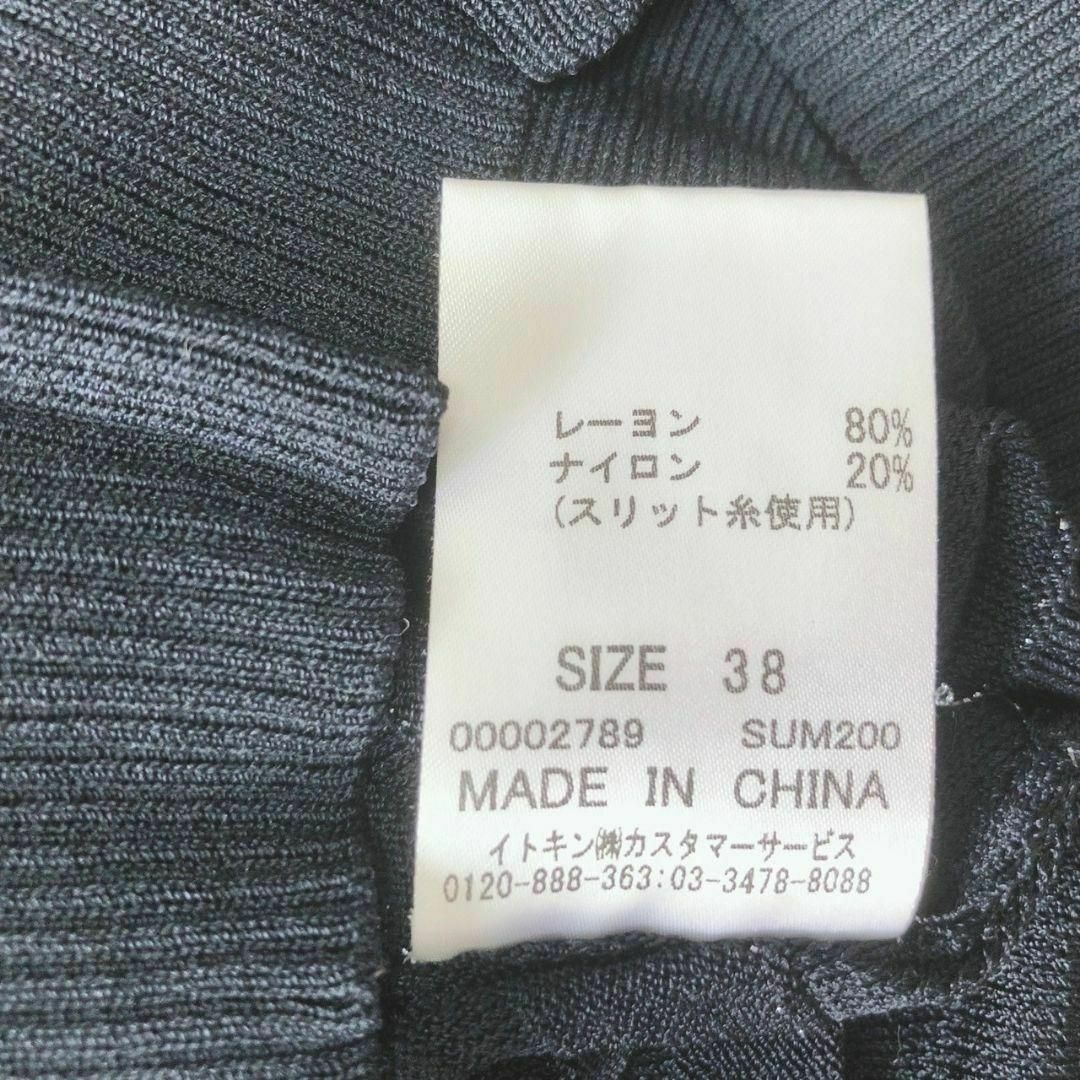 レーヨン 80%
ナイロン 20%
(スリット糸使用)
SIZE 38
00002789 SUM200
MADE IN CHINA
イトキン㈱カスタマーサービス
0120-888-363:03-3478-8088